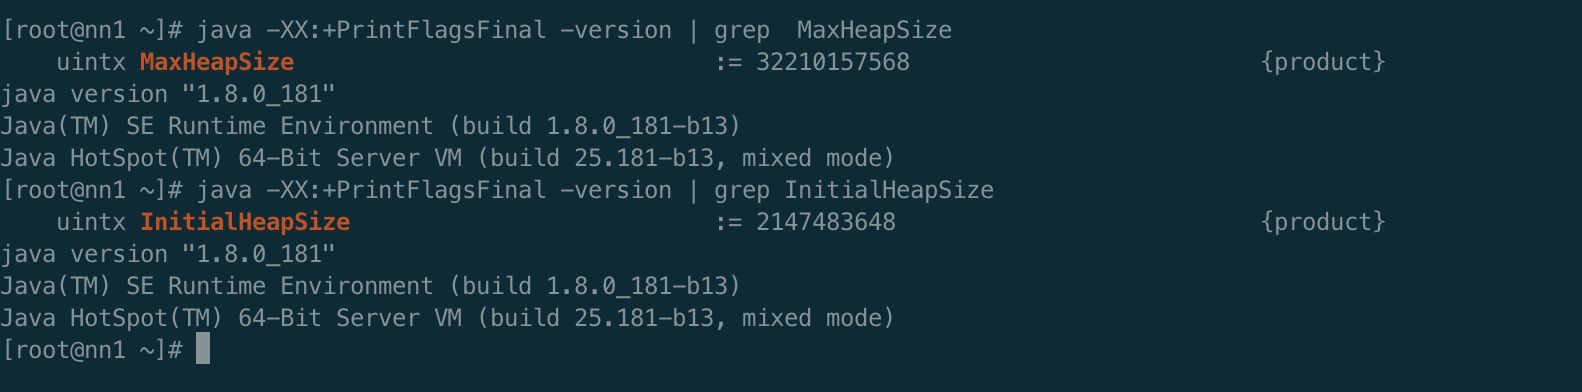 [root@nn1 ~]# java -XX:+PrintFlagsFinal -version | grep  MaxHeapSize
    uintx MaxHeapSize                              := 32210157568                         {product}
java version "1.8.0_181"
Java(TM) SE Runtime Environment (build 1.8.0_181-b13)
Java HotSpot(TM) 64-Bit Server VM (build 25.181-b13, mixed mode)
[root@nn1 ~]# java -XX:+PrintFlagsFinal -version | grep InitialHeapSize
    uintx InitialHeapSize                          := 2147483648                          {product}
java version "1.8.0_181"
Java(TM) SE Runtime Environment (build 1.8.0_181-b13)
Java HotSpot(TM) 64-Bit Server VM (build 25.181-b13, mixed mode)
[root@nn1 ~]#